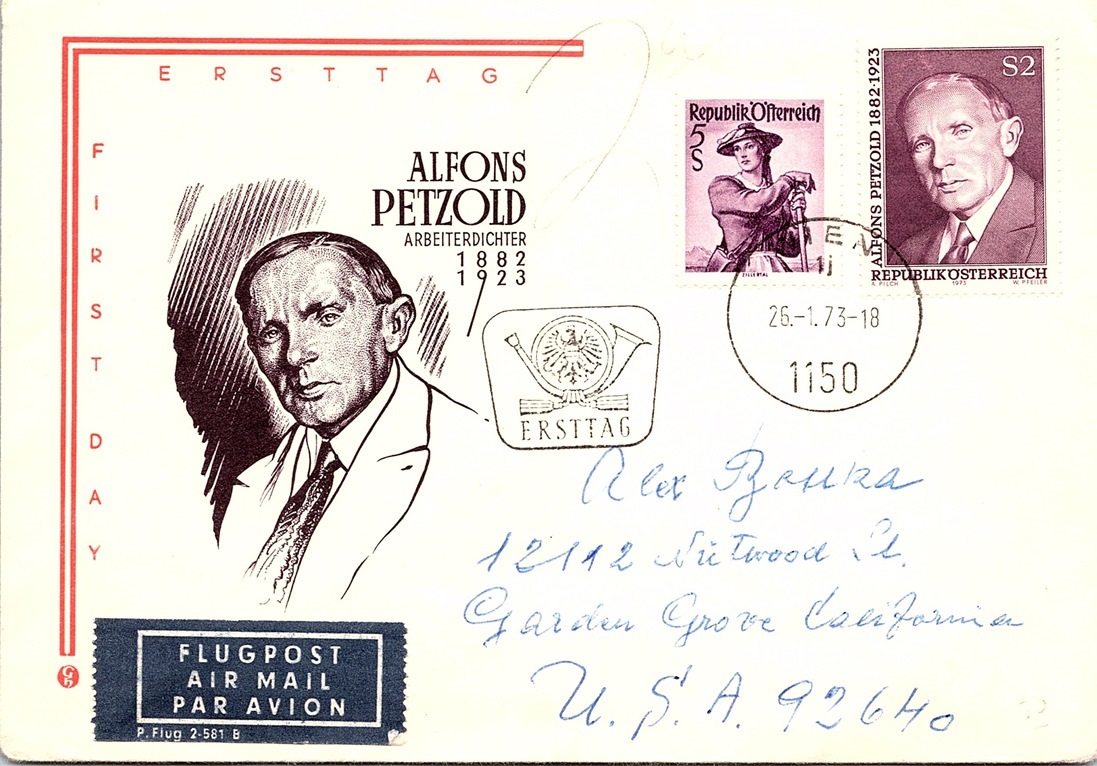 ERSTTAG
FIRST DAY
ALFONS
PETZOLD
ARBEITERDICHTER
1882
1923
Republik Österreich
5
S
ZILLERTAL
S2
ALFONS PETZOLD 1882-1923
REPUBLIK ÖSTERREICH
A. PILCH 1973 W. PFEILER
26.-1.73-18
1150
ERSTTAG
Alex
12112 Nutwood St.
Garden Grove California
U.S.A. 92640
FLUGPOST
AIR MAIL
PAR AVION
P. Flug 2-581 B